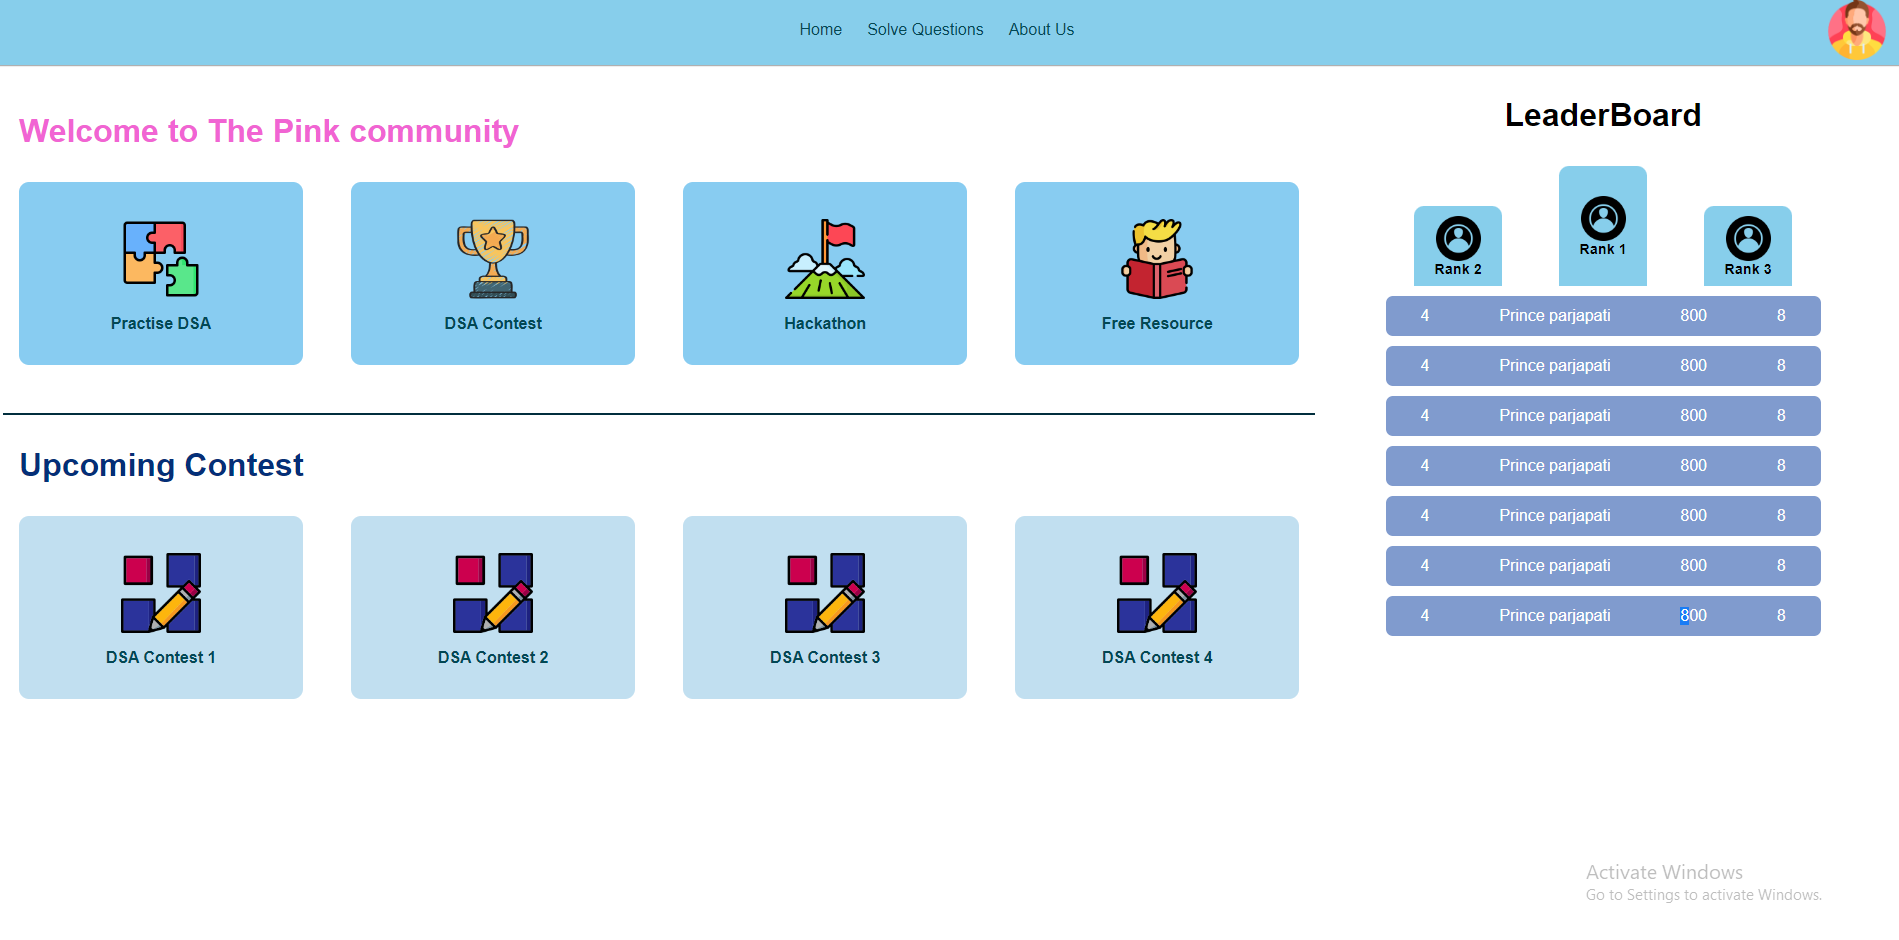 Home Solve Questions About Us
Welcome to The Pink community
Practise DSA
DSA Contest
Hackathon
Free Resource
Upcoming Contest
DSA Contest 1
DSA Contest 2
DSA Contest 3
DSA Contest 4
LeaderBoard
Rank 2
Rank 1
Rank 3
4 Prince parjapati 800 8
4 Prince parjapati 800 8
4 Prince parjapati 800 8
4 Prince parjapati 800 8
4 Prince parjapati 800 8
4 Prince parjapati 800 8
4 Prince parjapati 800 8
Activate Windows
Go to Settings to activate Windows.